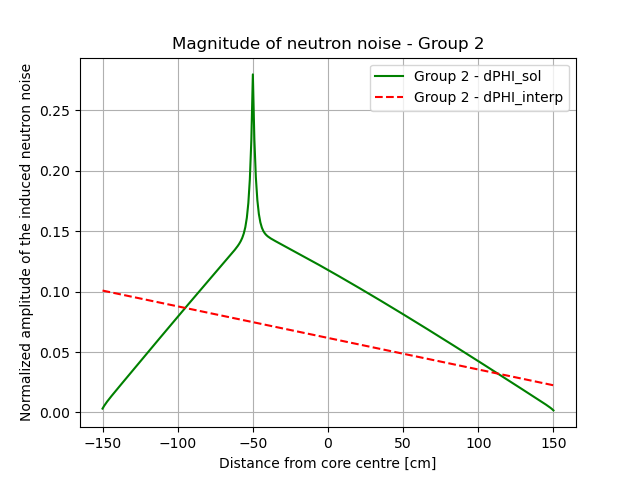 Magnitude of neutron noise - Group 2
Normalized amplitude of the induced neutron noise
0.25
0.20
0.15
0.10
0.05
0.00
Group 2 - dPHI_sol
Group 2 - dPHI_interp
−150 −100 −50 0 50 100 150
Distance from core centre [cm]